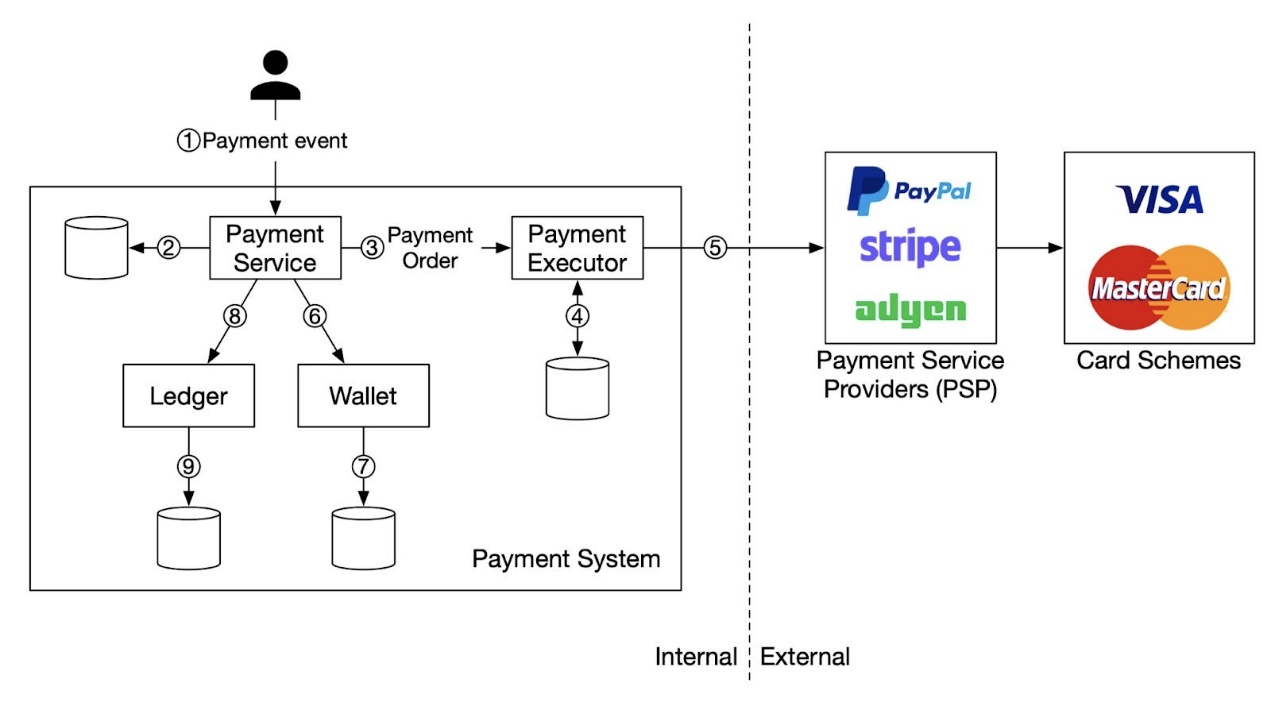 ①Payment event
Payment
Service
②
③
Payment
Order
Payment
Executor
⑤
④
⑧
⑥
Ledger
Wallet
⑨
⑦
Payment System
PayPal
stripe
adyen
Payment Service
Providers (PSP)
VISA
MasterCard
Card Schemes
Internal
External